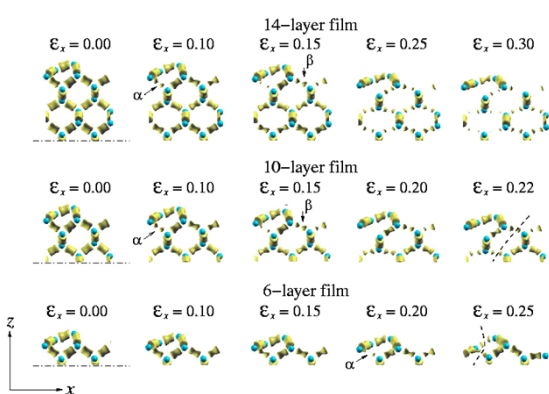 14−layer film
εx = 0.00 εx = 0.10 εx = 0.15 εx = 0.25 εx = 0.30
β
α
10−layer film
εx = 0.00 εx = 0.10 εx = 0.15 εx = 0.20 εx = 0.22
β
α
6−layer film
εx = 0.00 εx = 0.10 εx = 0.15 εx = 0.20 εx = 0.25
z
α
x